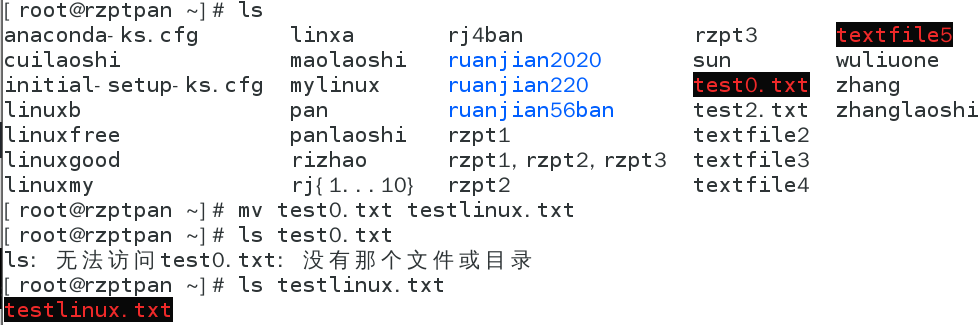 [root@rzptpan ~]# ls
anaconda-ks.cfg linxa rj4ban rzpt3 textfile5
cuilaoshi maolaoshi ruanjian2020 sun wuliuone
initial-setup-ks.cfg mylinux ruanjian220 test0.txt zhang
linuxb pan ruanjian56ban test2.txt zhanglaoshi
linuxfree panlaoshi rzpt1 textfile2
linuxgood rizhao rzpt1,rzpt2,rzpt3 textfile3
linuxmy rj{1...10} rzpt2 textfile4
[root@rzptpan ~]# mv test0.txt testlinux.txt
[root@rzptpan ~]# ls test0.txt
ls: 无法访问test0.txt: 没有那个文件或目录
[root@rzptpan ~]# ls testlinux.txt
testlinux.txt